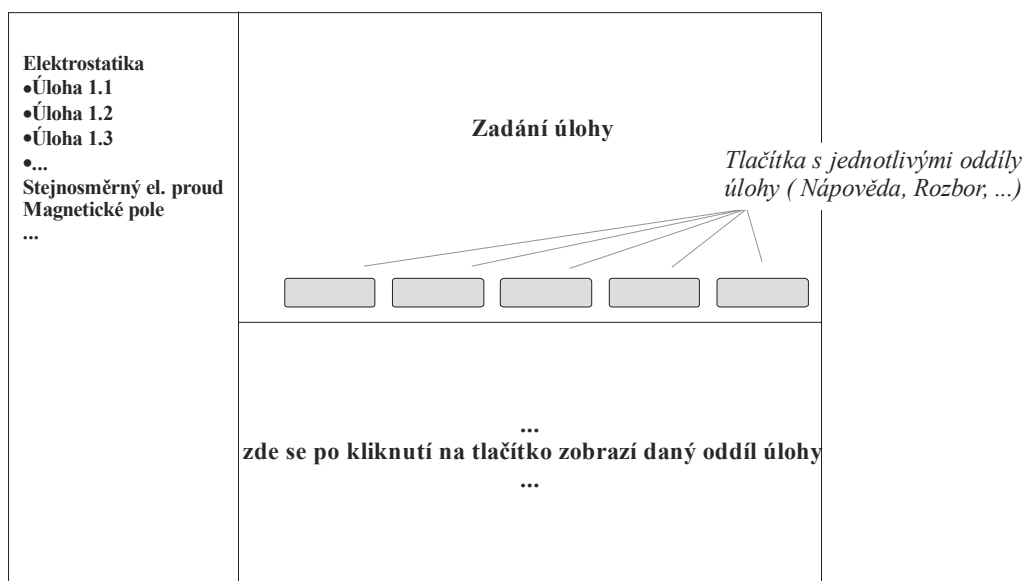 Elektrostatika
•Úloha 1.1
•Úloha 1.2
•Úloha 1.3
•...
Stejnosměrný el. proud
Magnetické pole
...
Zadání úlohy
Tlačítka s jednotlivými oddíly
úlohy ( Nápověda, Rozbor, ...)
...
zde se po kliknutí na tlačítko zobrazí daný oddíl úlohy
...